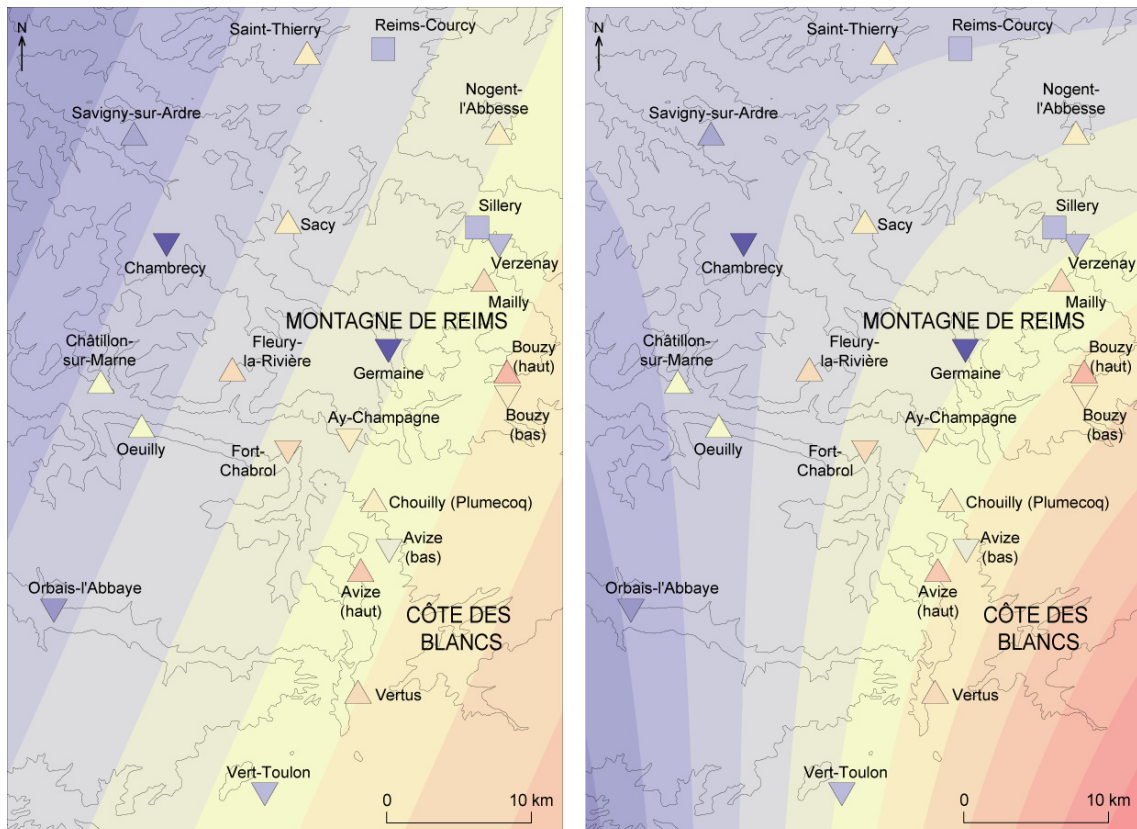 N
Saint-Thierry
Reims-Courcy
Nogent-
l'Abbesse
Savigny-sur-Ardre
Sillery
Sacy
Chambrecy
Verzenay
Mailly
MONTAGNE DE REIMS
Châtillon-
sur-Marne
Fleury-
la-Rivière
Bouzy
(haut)
Germaine
Ay-Champagne
Bouzy
(bas)
Oeuilly
Fort-
Chabrol
Chouilly (Plumecoq)
Avize
(bas)
Orbais-l'Abbaye
Avize
(haut)
CÔTE DES
BLANCS
Vertus
Vert-Toulon
0 10 km
N
Saint-Thierry
Reims-Courcy
Nogent-
l'Abbesse
Savigny-sur-Ardre
Sillery
Sacy
Chambrecy
Verzenay
Mailly
MONTAGNE DE REIMS
Châtillon-
sur-Marne
Fleury-
la-Rivière
Bouzy
(haut)
Germaine
Ay-Champagne
Bouzy
(bas)
Oeuilly
Fort-
Chabrol
Chouilly (Plumecoq)
Avize
(bas)
Orbais-l'Abbaye
Avize
(haut)
CÔTE DES
BLANCS
Vertus
Vert-Toulon
0 10 km